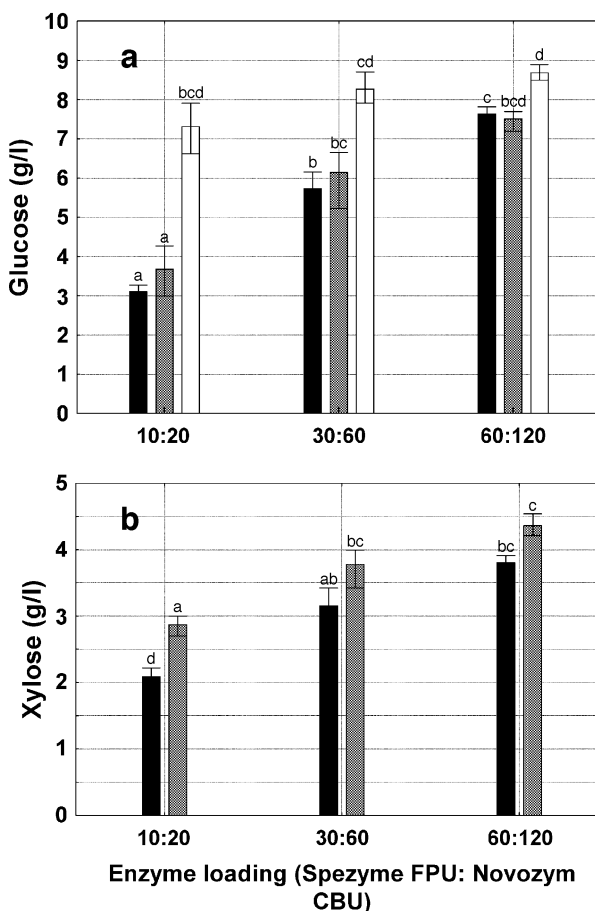 10
a
9
d
cd
8
bcd
c
bcd
7
bc
6
b
5
4
a
a
3
2
1
0
Glucose (g/l)
10:20
30:60
60:120
5
b
c
4
bc
bc
ab
3
a
d
2
1
0
Xylose (g/l)
10:20
30:60
60:120
Enzyme loading (Spezyme FPU: Novozym
CBU)